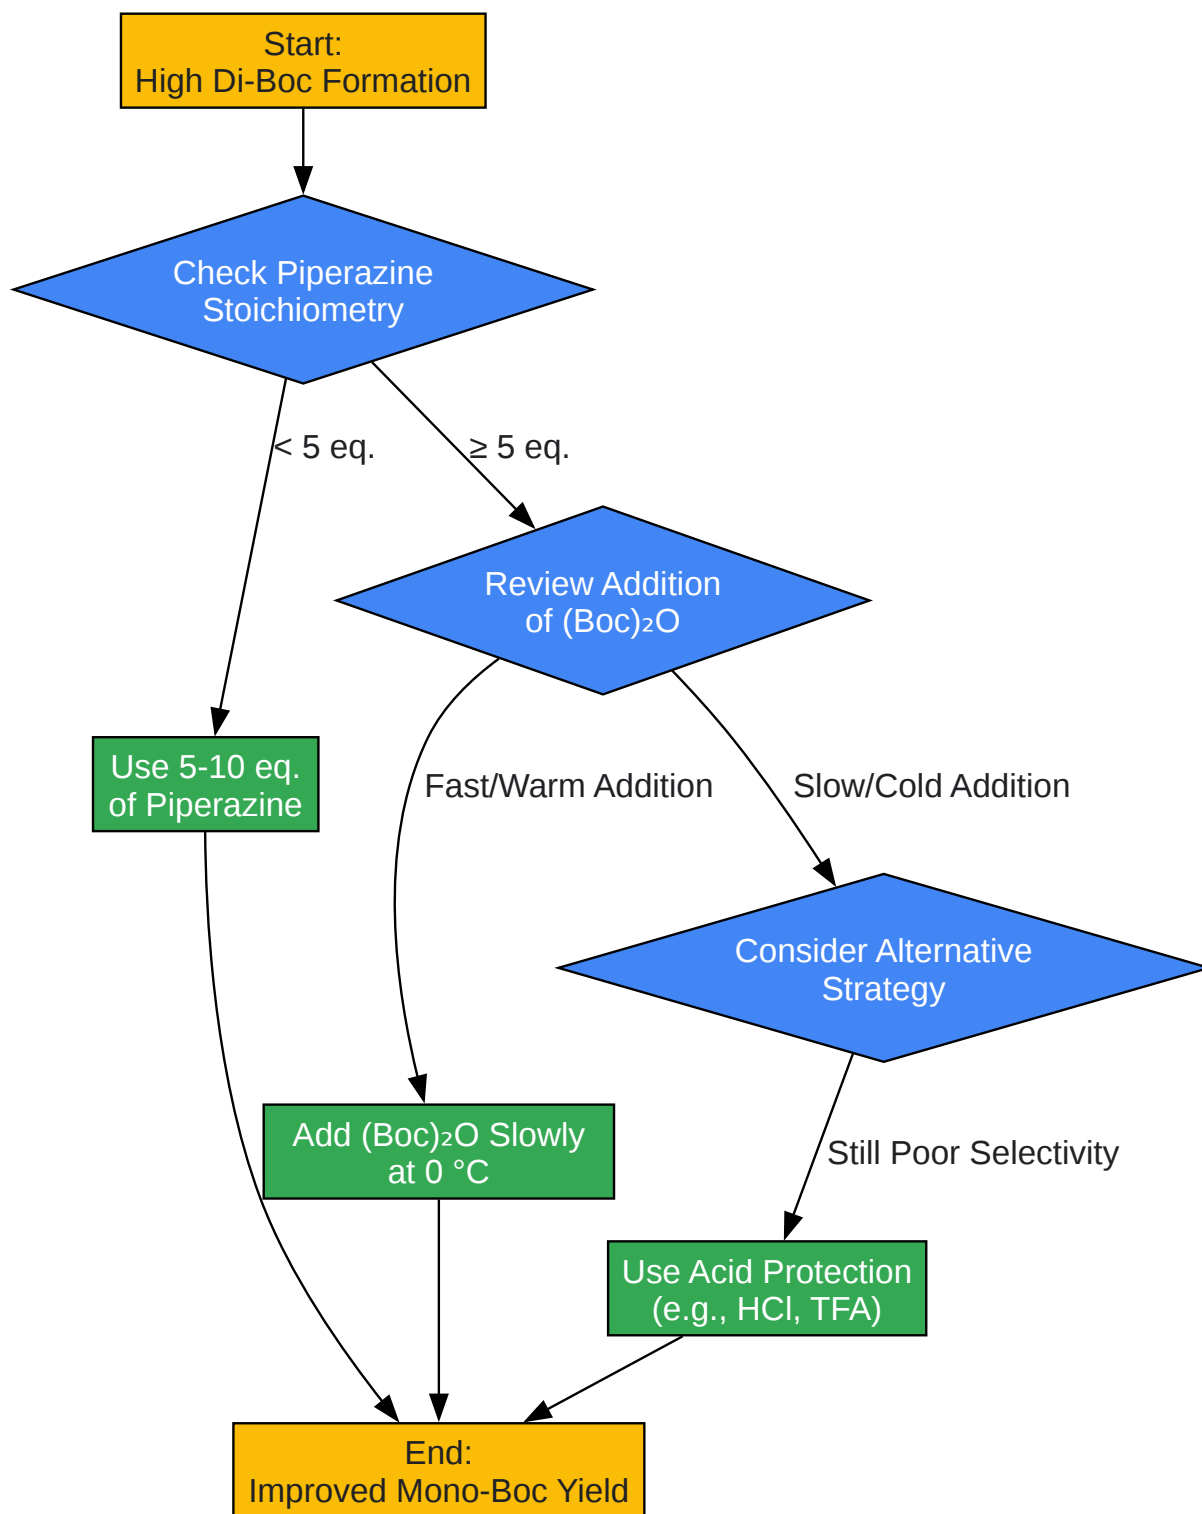 Start:
High Di-Boc Formation
Check Piperazine
Stoichiometry
< 5 eq.
≥ 5 eq.
Review Addition
of (Boc)₂O
Use 5-10 eq.
of Piperazine
Fast/Warm Addition
Slow/Cold Addition
Consider Alternative
Strategy
Add (Boc)₂O Slowly
at 0 °C
Still Poor Selectivity
Use Acid Protection
(e.g., HCl, TFA)
End:
Improved Mono-Boc Yield